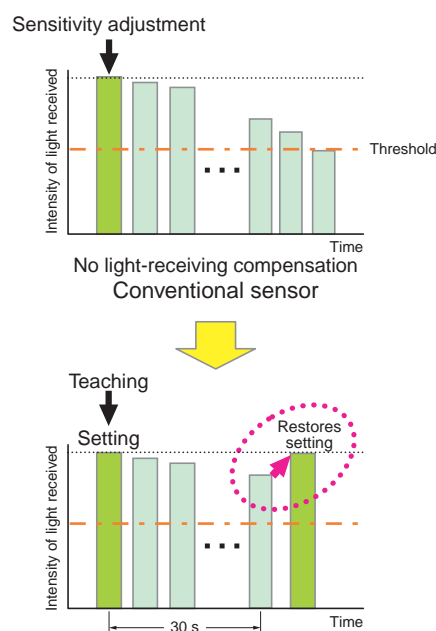 Sensitivity adjustment
Intensity of light received
Threshold
Time
No light-receiving compensation
Conventional sensor
Teaching
Setting
Restores
setting
Intensity of light received
30 s
Time